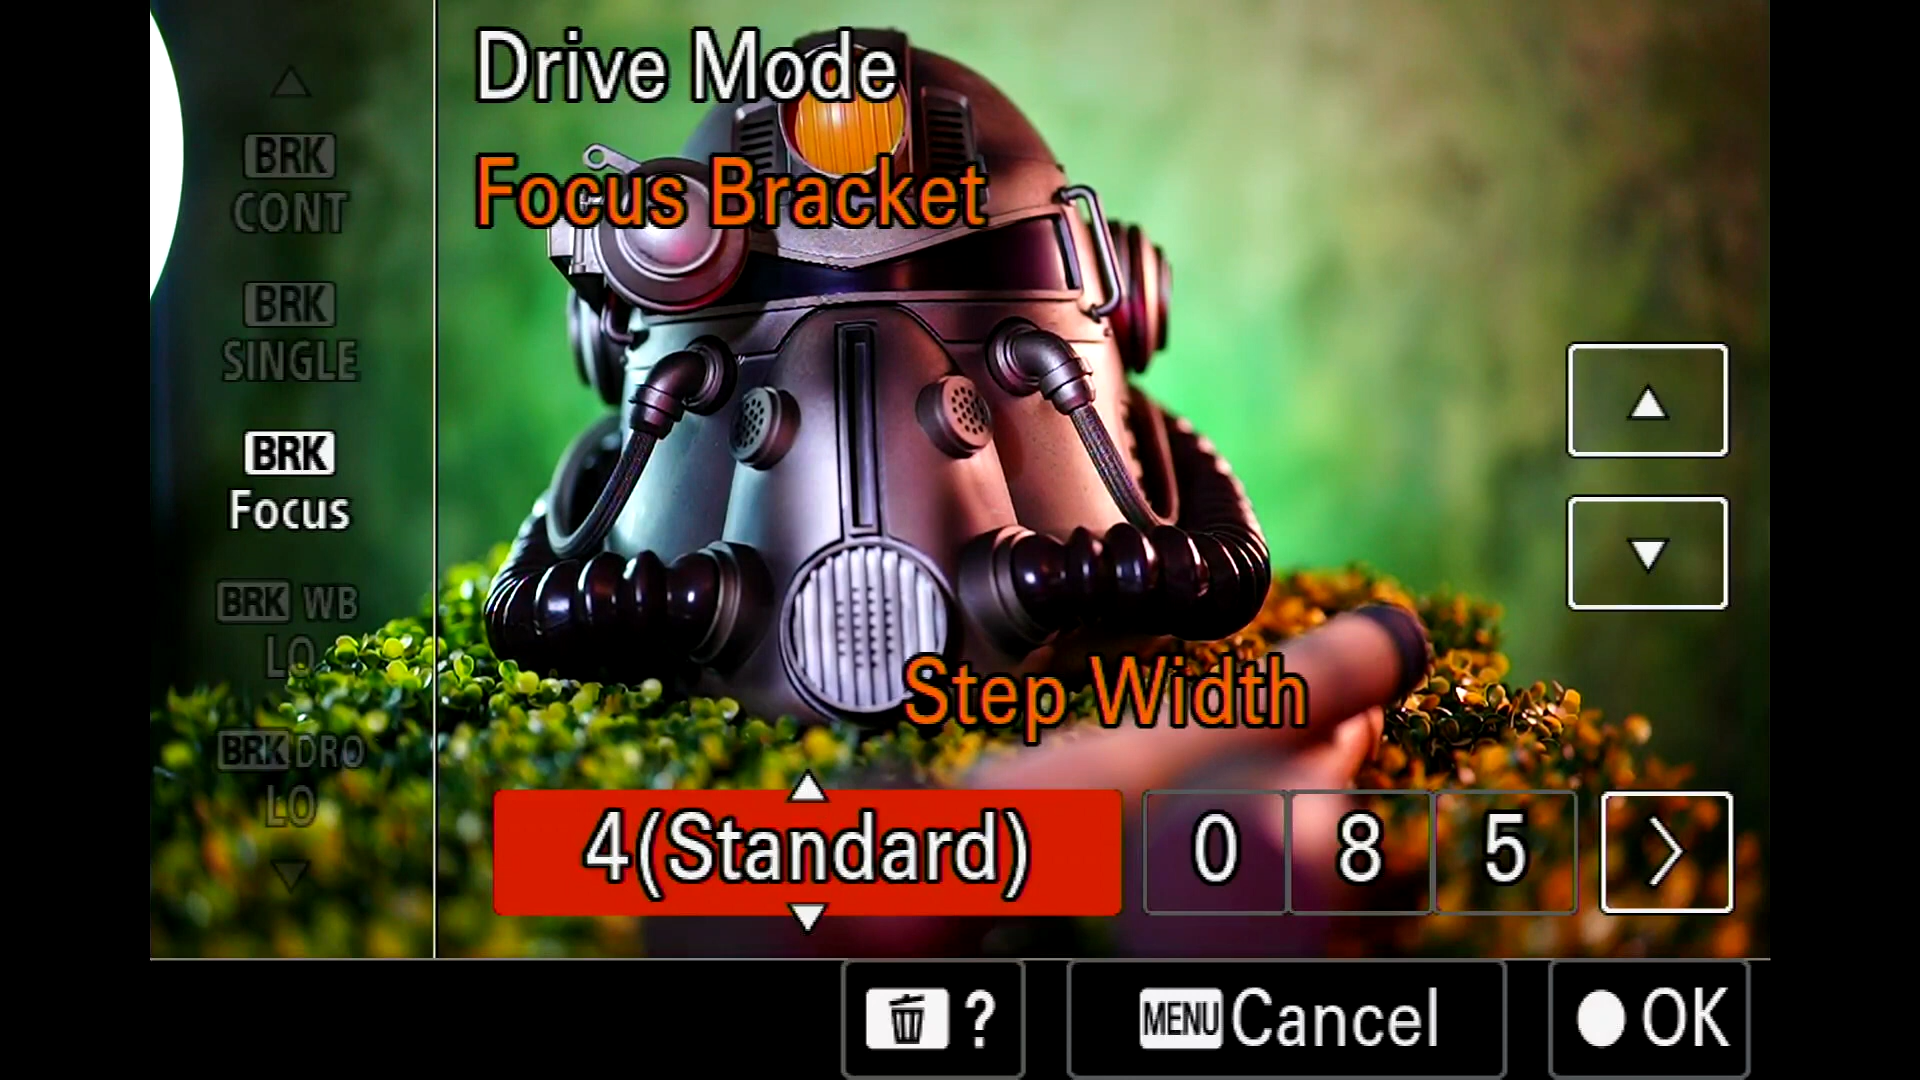 Drive Mode
Focus Bracket
BRK
CONT
BRK
SINGLE
BRK
Focus
BRK WB
LO
BRK DRO
LO
Step Width
4(Standard) 0 8 5 >
?
MENU Cancel
OK